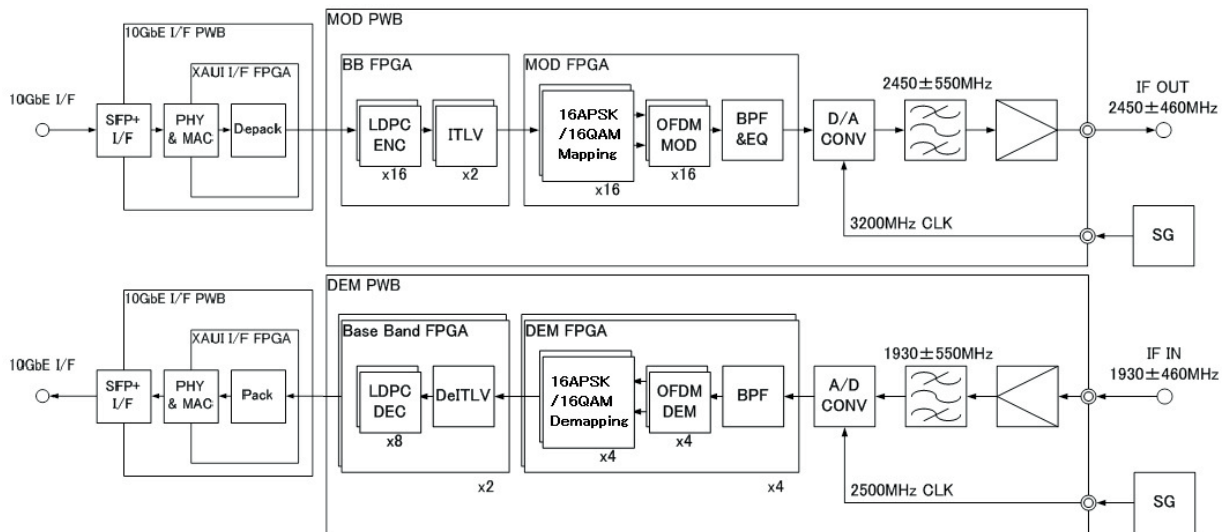 MOD PWB
10GbE I/F PWB
BB FPGA
MOD FPGA
XAUI I/F FPGA
2450±550MHz
IF OUT
2450±460MHz
10GbE I/F
SFP+
I/F
PHY
& MAC
Depack
LDPC
ENC
x16
ITLV
x2
16APSK
/16QAM
Mapping
x16
OFDM
MOD
x16
BPF
&EQ
D/A
CONV
3200MHz CLK
SG
DEM PWB
10GbE I/F PWB
Base Band FPGA
DEM FPGA
XAUI I/F FPGA
1930±550MHz
IF IN
1930±460MHz
10GbE I/F
SFP+
I/F
PHY
& MAC
Pack
LDPC
DEC
x8
DeITLV
x2
16APSK
/16QAM
Demapping
x4
OFDM
DEM
x4
BPF
x4
A/D
CONV
2500MHz CLK
SG